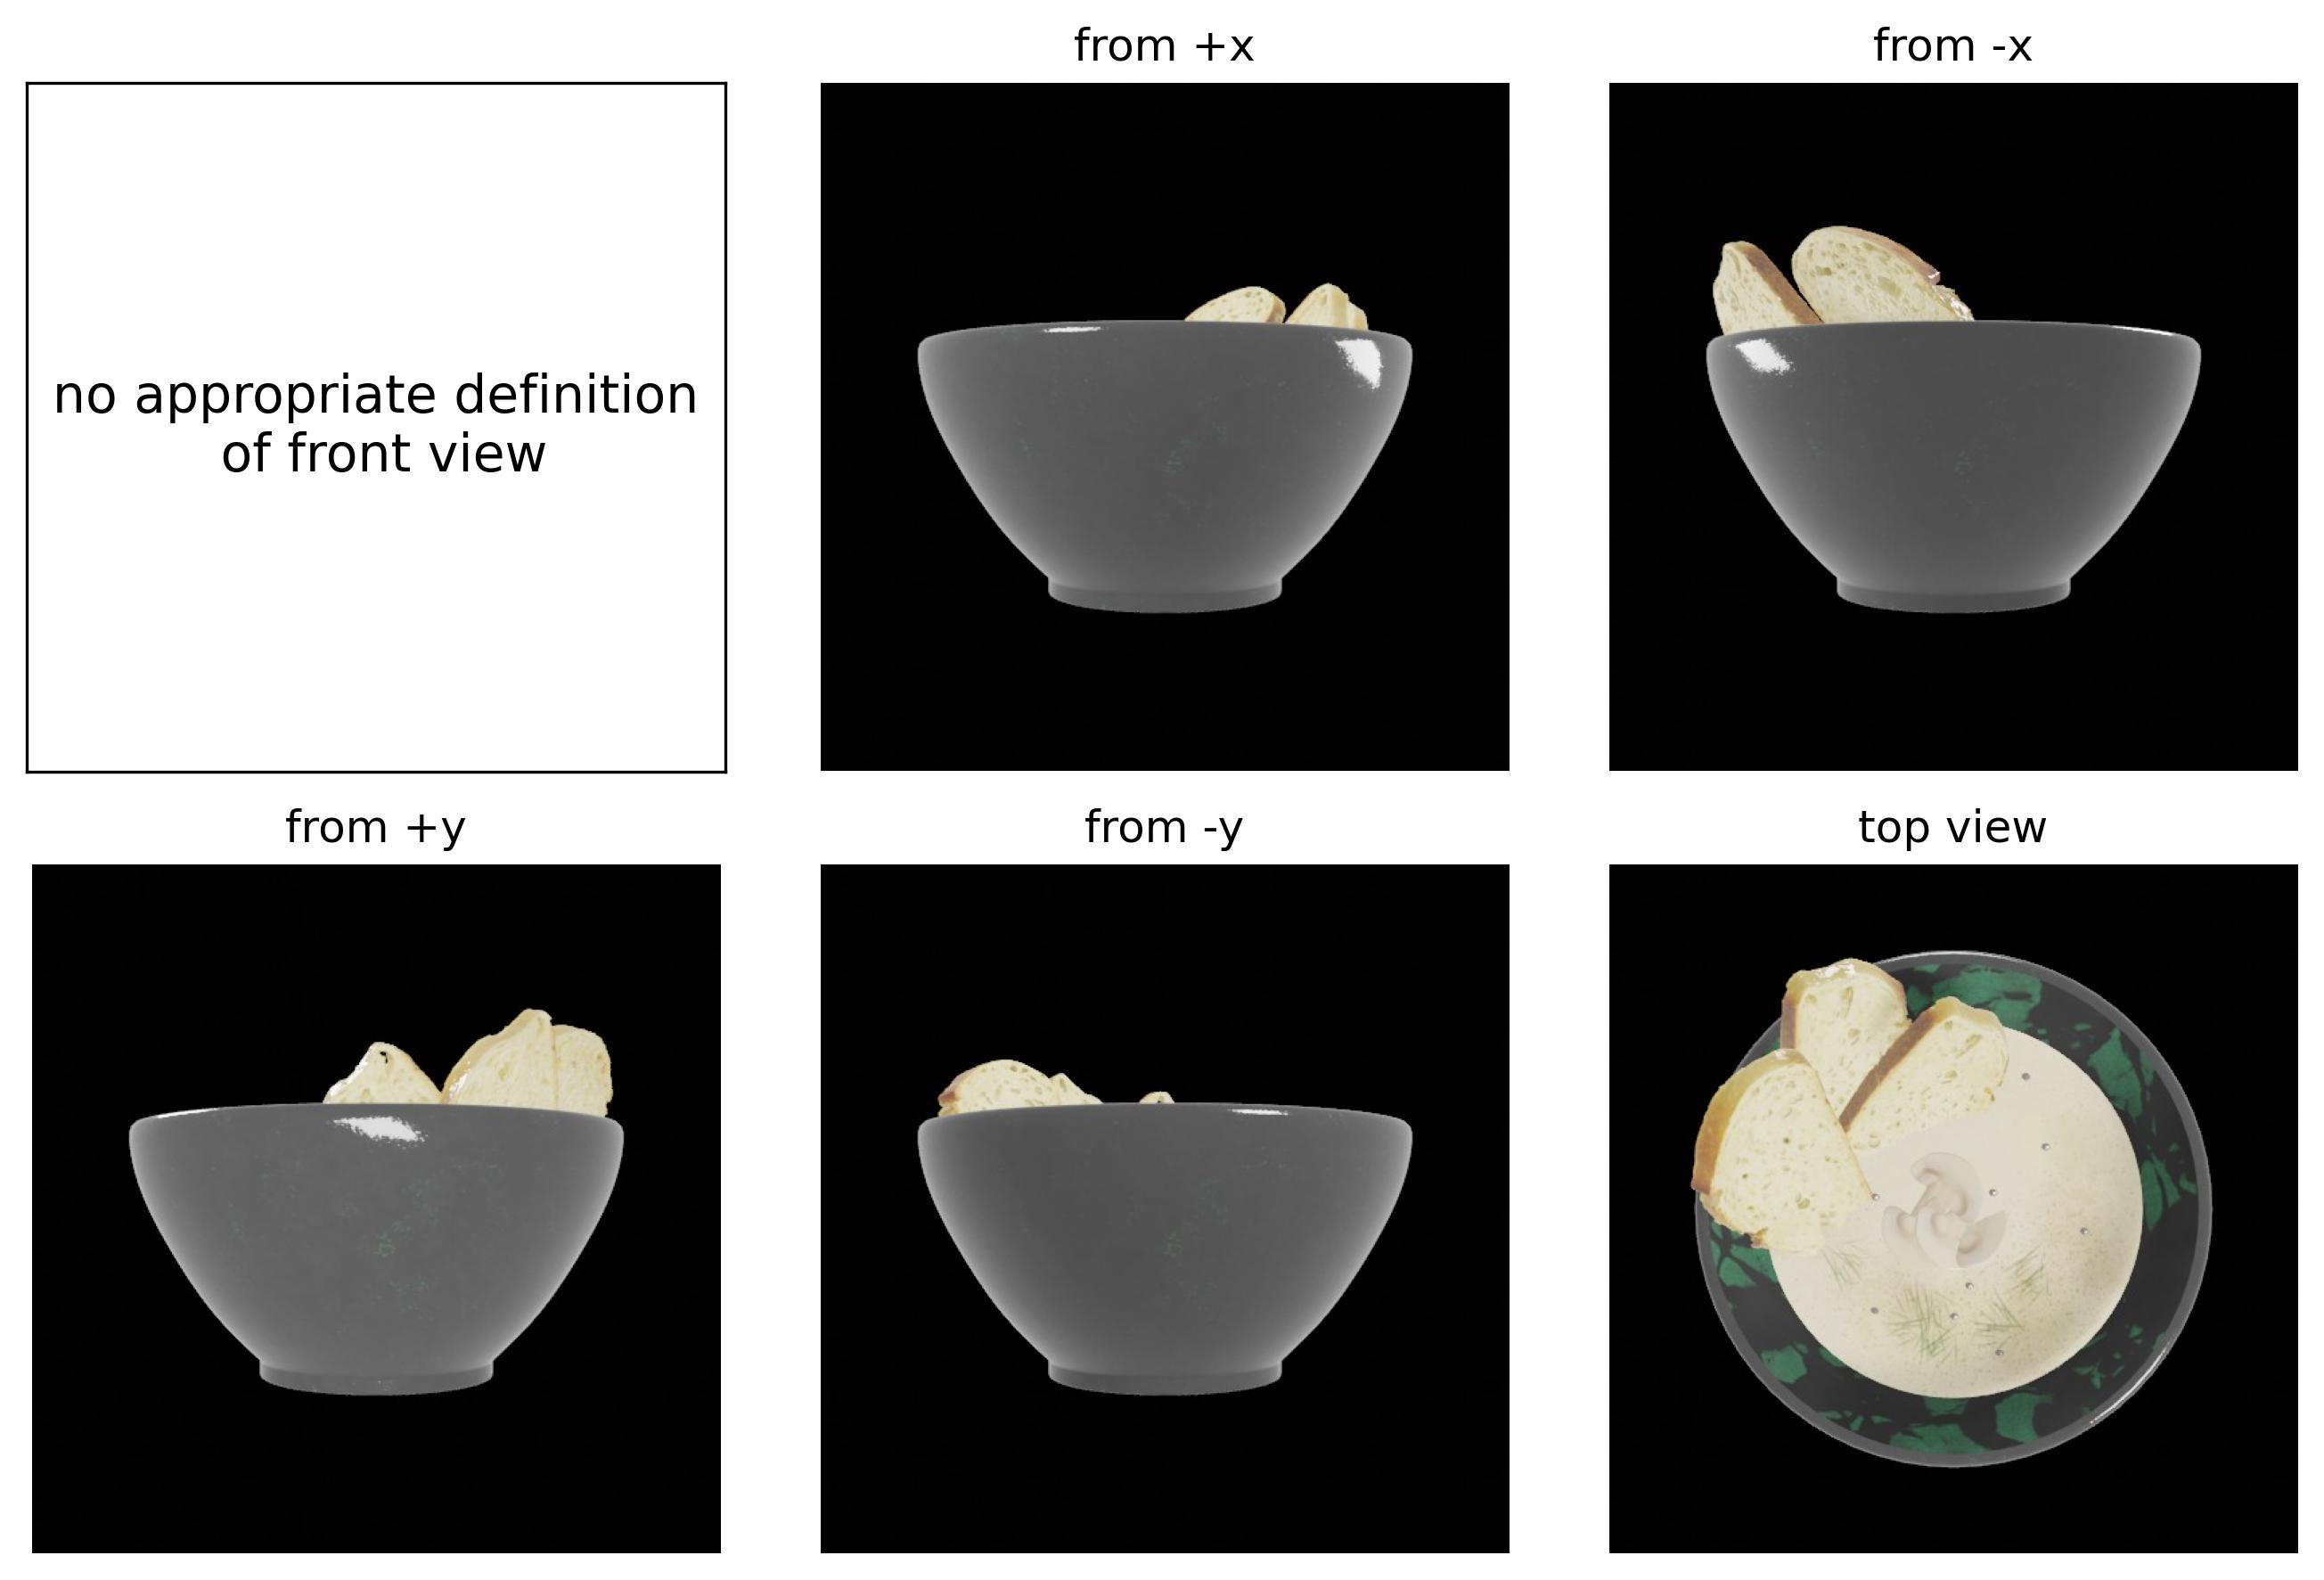 from +x
from -x
no appropriate definition
of front view
from +y
from -y
top view